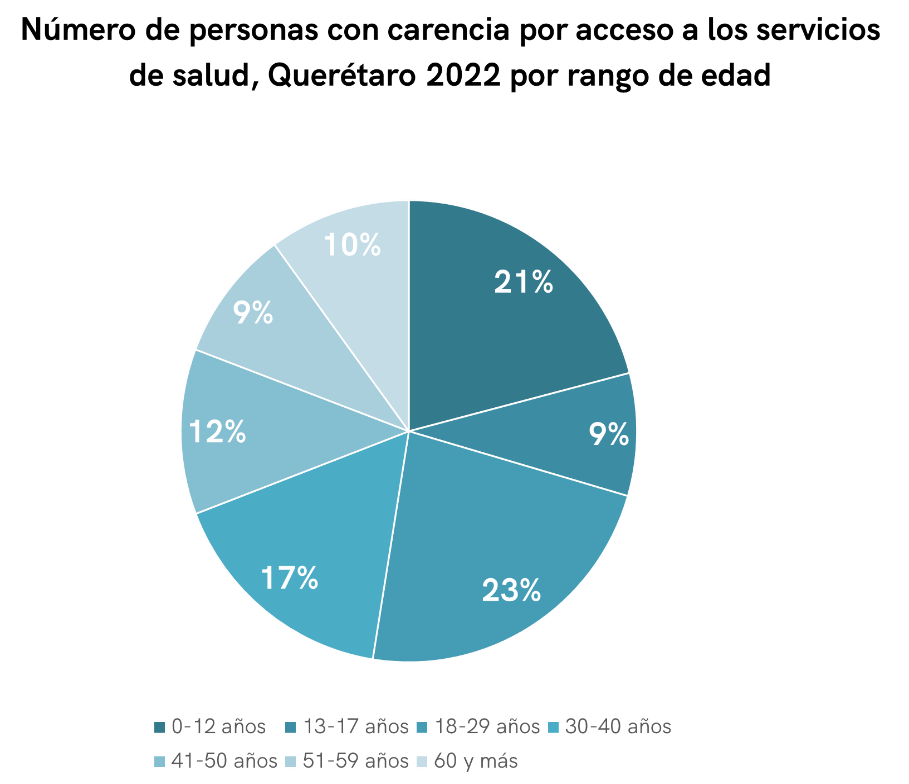 Número de personas con carencia por acceso a los servicios
de salud, Querétaro 2022 por rango de edad
10%
21%
9%
12%
9%
17%
23%
0-12 años 13-17 años 18-29 años 30-40 años
41-50 años 51-59 años 60 y más